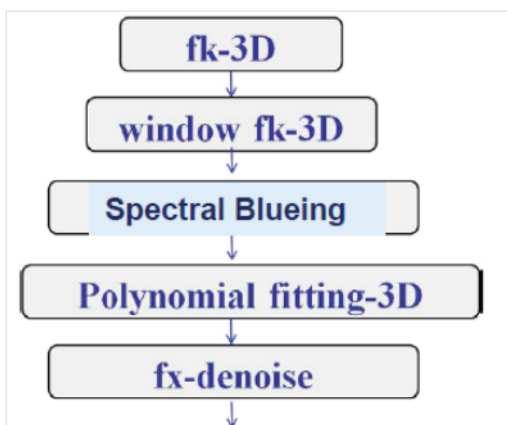 fk-3D
window fk-3D
Spectral Blueing
Polynomial fitting-3D
fx-denoise